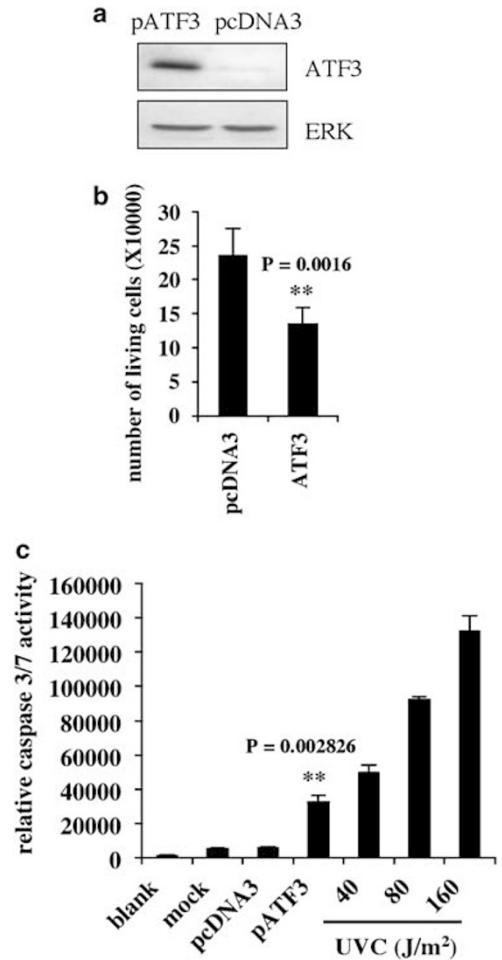 a
pATF3 pcDNA3
ATF3
ERK
b
number of living cells (X10000)
30
25
20
15
10
5
0
P = 0.0016
**
pcDNA3
ATF3
c
relative caspase 3/7 activity
160000
140000
120000
100000
80000
60000
40000
20000
0
P = 0.002826
**
blank
mock
pcDNA3
pATF3
40
80
160
UVC (J/m²)